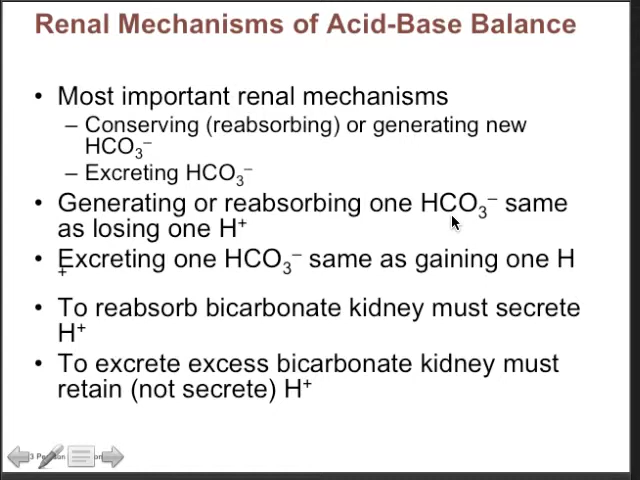 Renal Mechanisms of Acid-Base Balance
• Most important renal mechanisms
– Conserving (reabsorbing) or generating new
HCO₃⁻
– Excreting HCO₃⁻
• Generating or reabsorbing one HCO₃⁻ same
as losing one H⁺
• Excreting one HCO₃⁻ same as gaining one H
+
• To reabsorb bicarbonate kidney must secrete
H⁺
• To excrete excess bicarbonate kidney must
retain (not secrete) H⁺